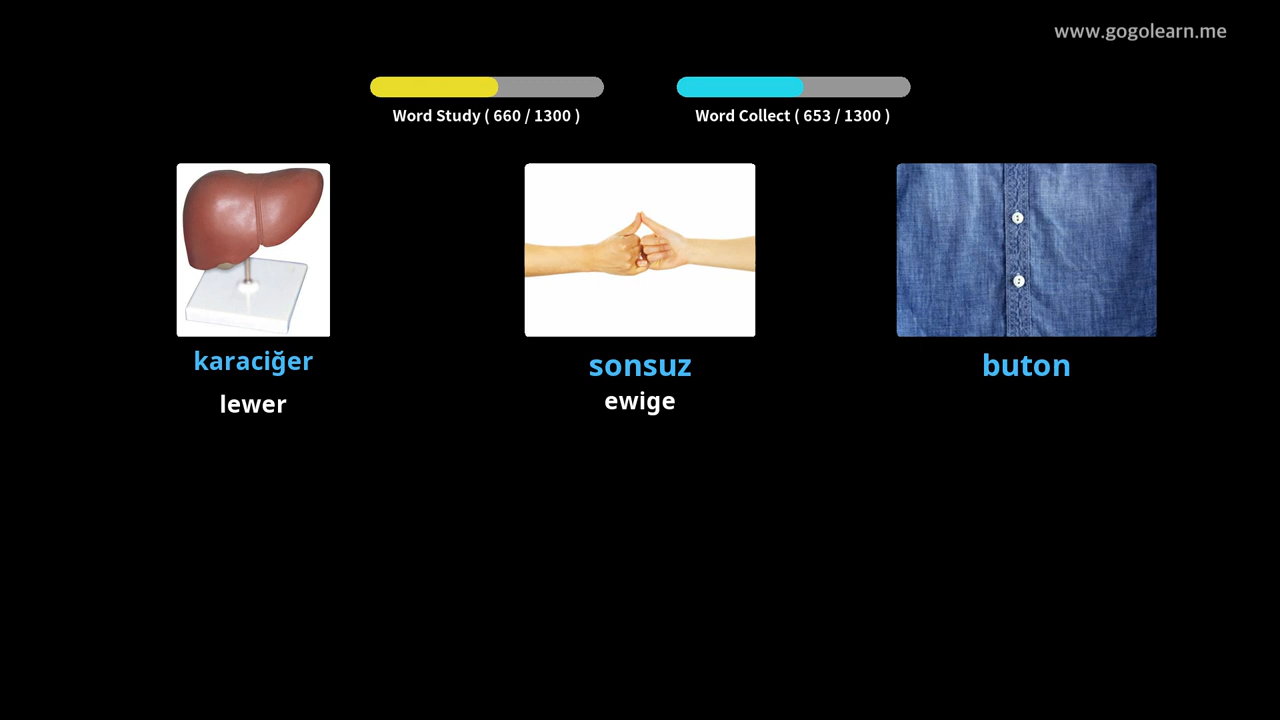 www.gogolearn.me
Word Study ( 660 / 1300 )
Word Collect ( 653 / 1300 )
karaciğer
lewer
sonsuz
ewige
buton